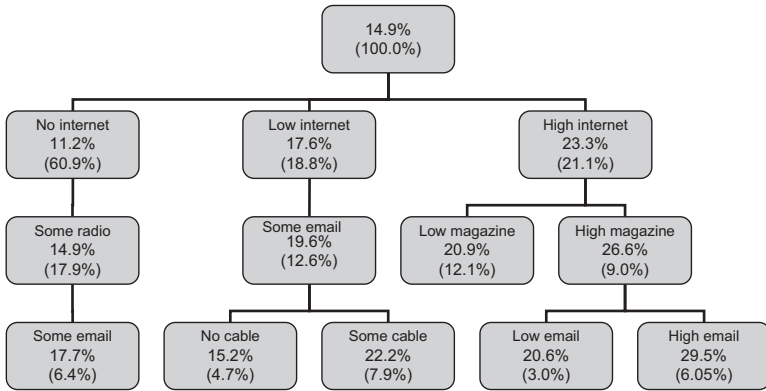 14.9%
(100.0%)
No internet
11.2%
(60.9%)
Low internet
17.6%
(18.8%)
High internet
23.3%
(21.1%)
Some radio
14.9%
(17.9%)
Some email
19.6%
(12.6%)
Low magazine
20.9%
(12.1%)
High magazine
26.6%
(9.0%)
Some email
17.7%
(6.4%)
No cable
15.2%
(4.7%)
Some cable
22.2%
(7.9%)
Low email
20.6%
(3.0%)
High email
29.5%
(6.05%)